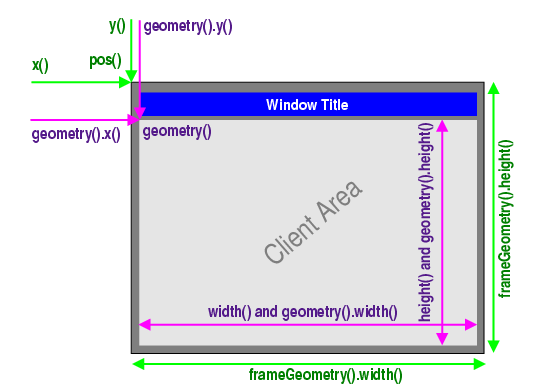 y()
geometry().y()
x()
pos()
Window Title
geometry().x()
geometry()
Client Area
height() and geometry().height()
frameGeometry().height()
width() and geometry().width()
frameGeometry().width()